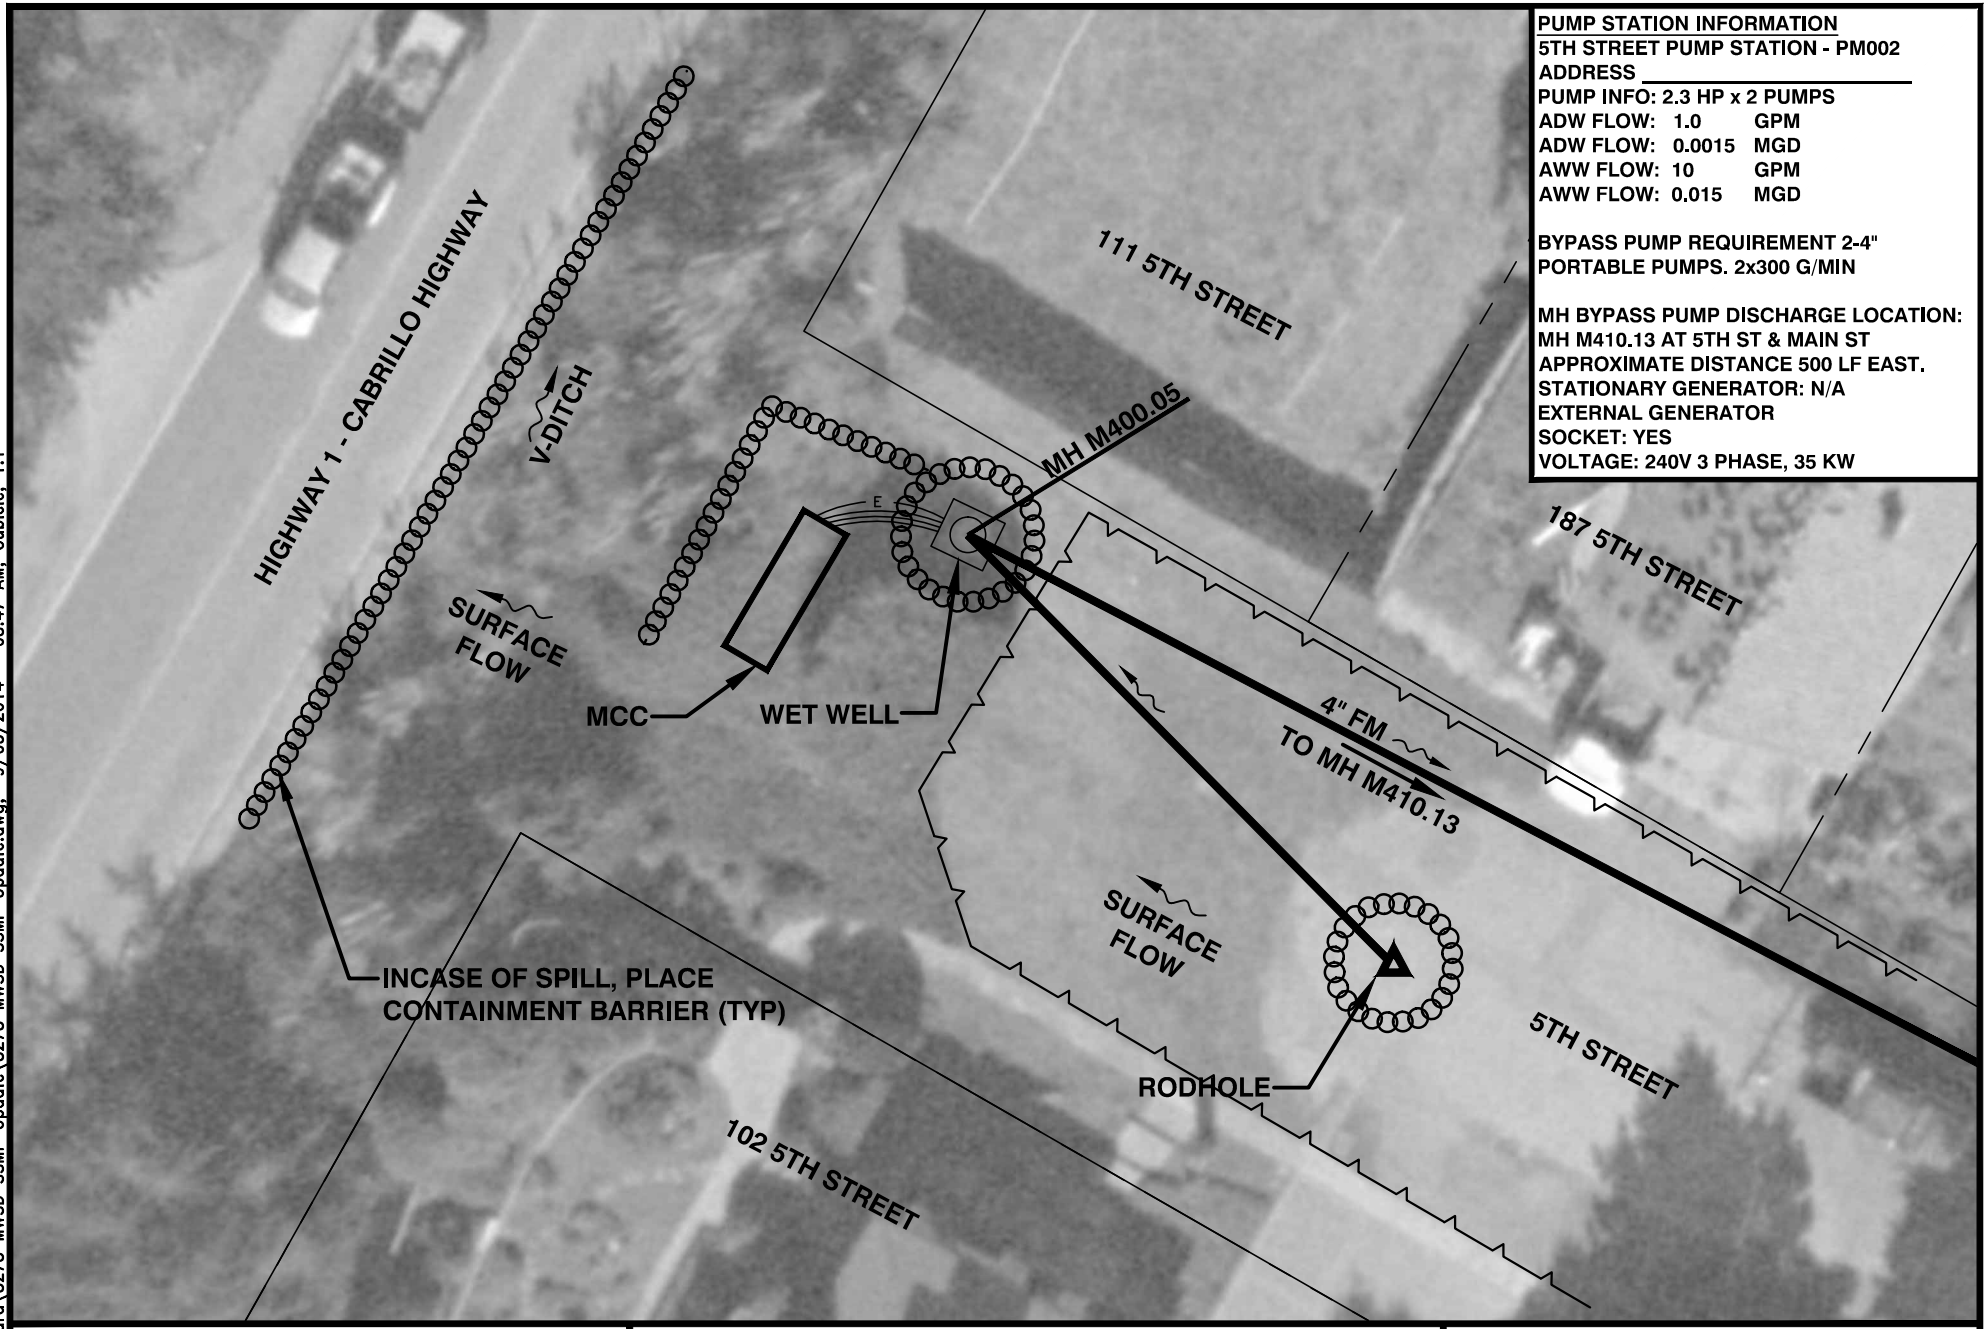 PUMP STATION INFORMATION
5TH STREET PUMP STATION - PM002
ADDRESS
PUMP INFO: 2.3 HP x 2 PUMPS
ADW FLOW: 1.0 GPM
ADW FLOW: 0.0015 MGD
AWW FLOW: 10 GPM
AWW FLOW: 0.015 MGD
BYPASS PUMP REQUIREMENT 2-4"
PORTABLE PUMPS. 2x300 G/MIN
MH BYPASS PUMP DISCHARGE LOCATION:
MH M410.13 AT 5TH ST & MAIN ST
APPROXIMATE DISTANCE 500 LF EAST.
STATIONARY GENERATOR: N/A
EXTERNAL GENERATOR
SOCKET: YES
VOLTAGE: 240V 3 PHASE, 35 KW
111 5TH STREET
HIGHWAY 1 - CABRILLO HIGHWAY
V-DITCH
MH M400.05
E
187 5TH STREET
SURFACE
FLOW
MCC
WET WELL
4" FM
TO MH M410.13
SURFACE
FLOW
INCASE OF SPILL, PLACE
CONTAINMENT BARRIER (TYP)
5TH STREET
RODHOLE
102 5TH STREET